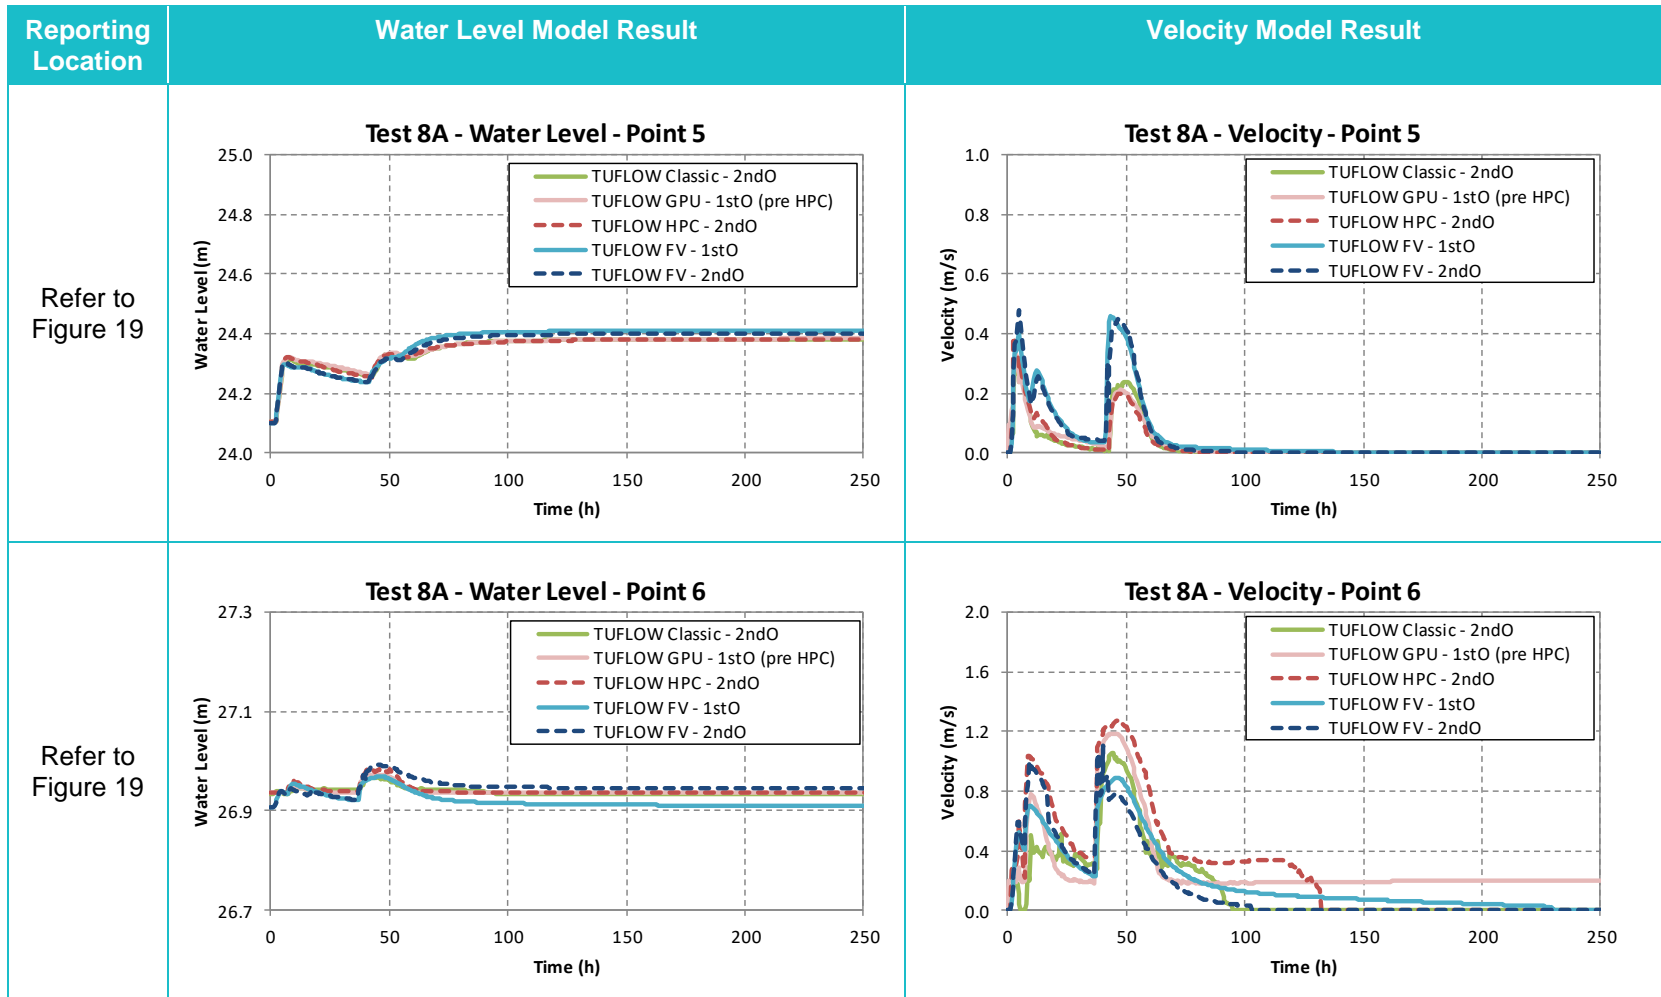 Reporting
Location
Water Level Model Result
Velocity Model Result
Refer to
Figure 19
Test 8A - Water Level - Point 5
Water Level (m)
25.0
24.8
24.6
24.4
24.2
24.0
TUFLOW Classic - 2ndO
TUFLOW GPU - 1stO (pre HPC)
TUFLOW HPC - 2ndO
TUFLOW FV - 1stO
TUFLOW FV - 2ndO
0 50 100 150 200 250
Time (h)
Test 8A - Velocity - Point 5
Velocity (m/s)
1.0
0.8
0.6
0.4
0.2
0.0
TUFLOW Classic - 2ndO
TUFLOW GPU - 1stO (pre HPC)
TUFLOW HPC - 2ndO
TUFLOW FV - 1stO
TUFLOW FV - 2ndO
0 50 100 150 200 250
Time (h)
Refer to
Figure 19
Test 8A - Water Level - Point 6
Water Level (m)
27.3
27.1
26.9
26.7
TUFLOW Classic - 2ndO
TUFLOW GPU - 1stO (pre HPC)
TUFLOW HPC - 2ndO
TUFLOW FV - 1stO
TUFLOW FV - 2ndO
0 50 100 150 200 250
Time (h)
Test 8A - Velocity - Point 6
Velocity (m/s)
2.0
1.6
1.2
0.8
0.4
0.0
TUFLOW Classic - 2ndO
TUFLOW GPU - 1stO (pre HPC)
TUFLOW HPC - 2ndO
TUFLOW FV - 1stO
TUFLOW FV - 2ndO
0 50 100 150 200 250
Time (h)